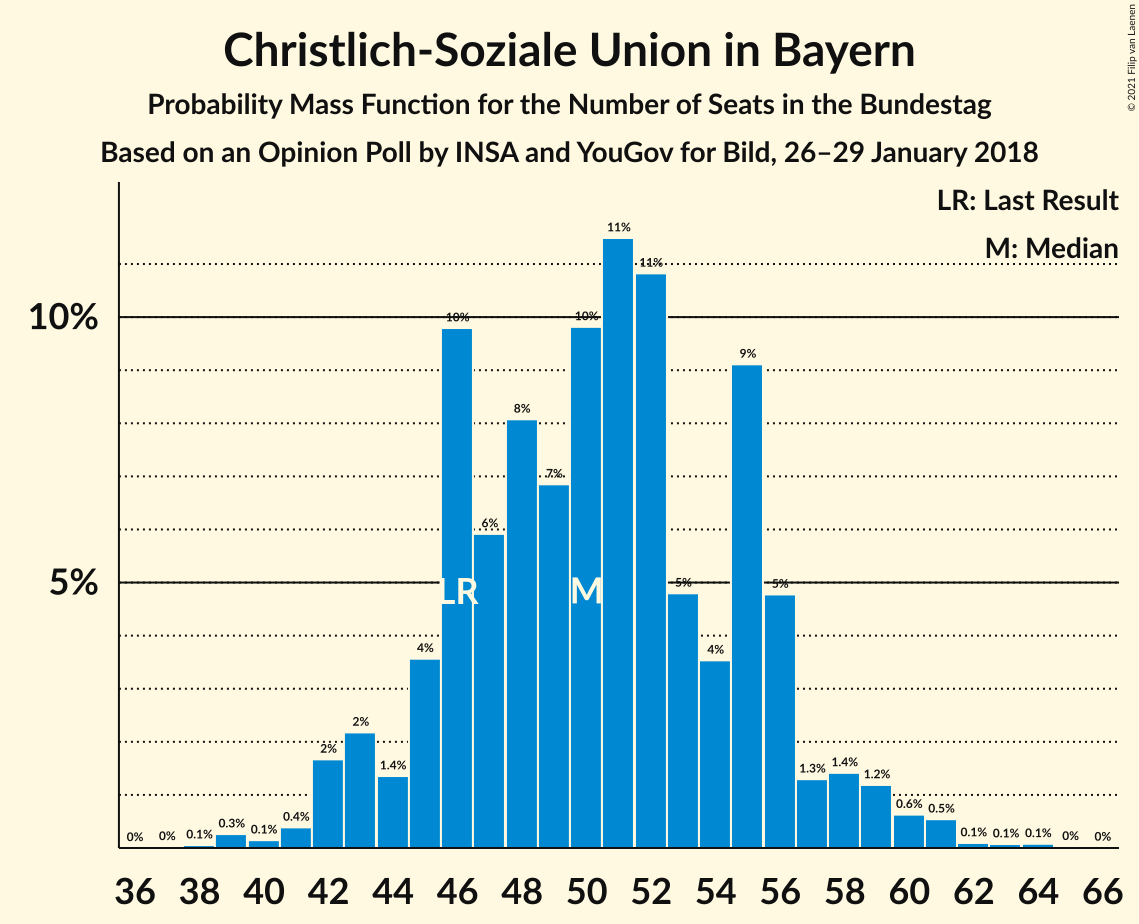 Christlich-Soziale Union in Bayern
Probability Mass Function for the Number of Seats in the Bundestag
Based on an Opinion Poll by INSA and YouGov for Bild, 26–29 January 2018
© 2021 Filip van Laenen
LR: Last Result
M: Median
10%
5%
0% 0% 0.1% 0.3% 0.1% 0.4% 2% 2% 1.4% 4% 10% 6% 8% 7% 10% 11% 11% 5% 4% 9% 5% 1.3% 1.4% 1.2% 0.6% 0.5% 0.1% 0.1% 0.1% 0% 0%
LR M
36 38 40 42 44 46 48 50 52 54 56 58 60 62 64 66